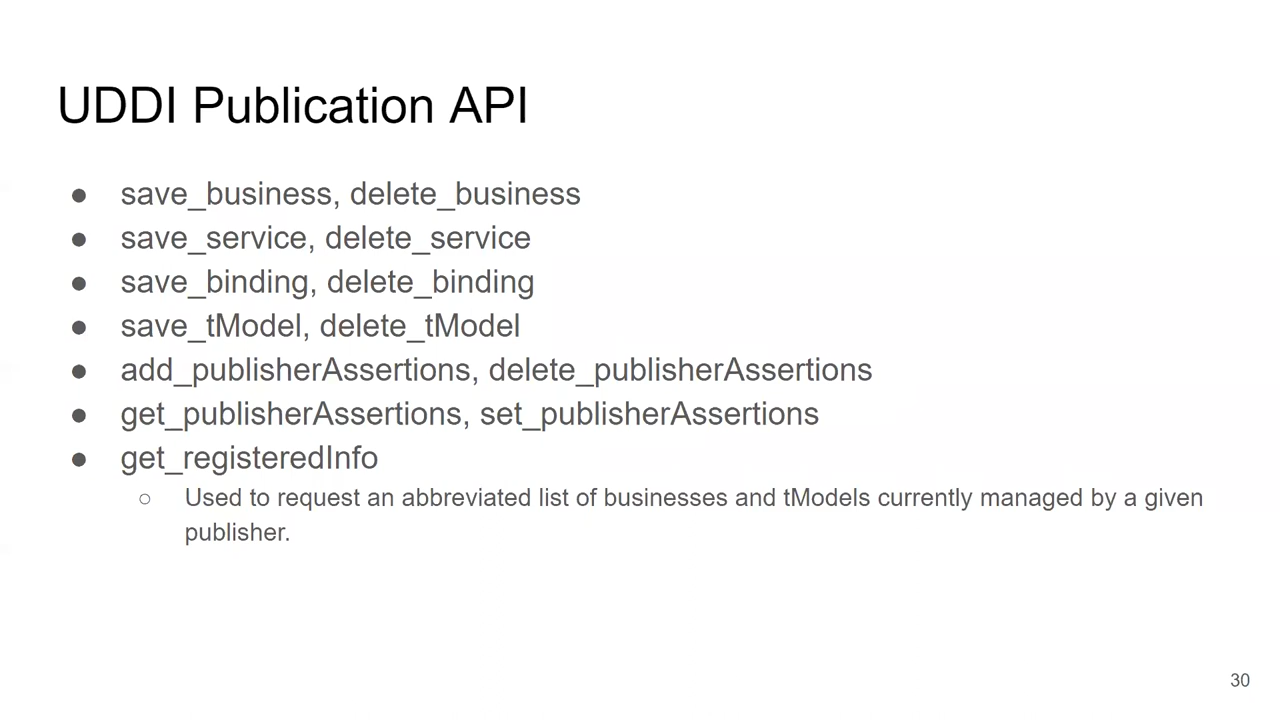 UDDI Publication API
● save_business, delete_business
● save_service, delete_service
● save_binding, delete_binding
● save_tModel, delete_tModel
● add_publisherAssertions, delete_publisherAssertions
● get_publisherAssertions, set_publisherAssertions
● get_registeredInfo
○ Used to request an abbreviated list of businesses and tModels currently managed by a given
publisher.
30